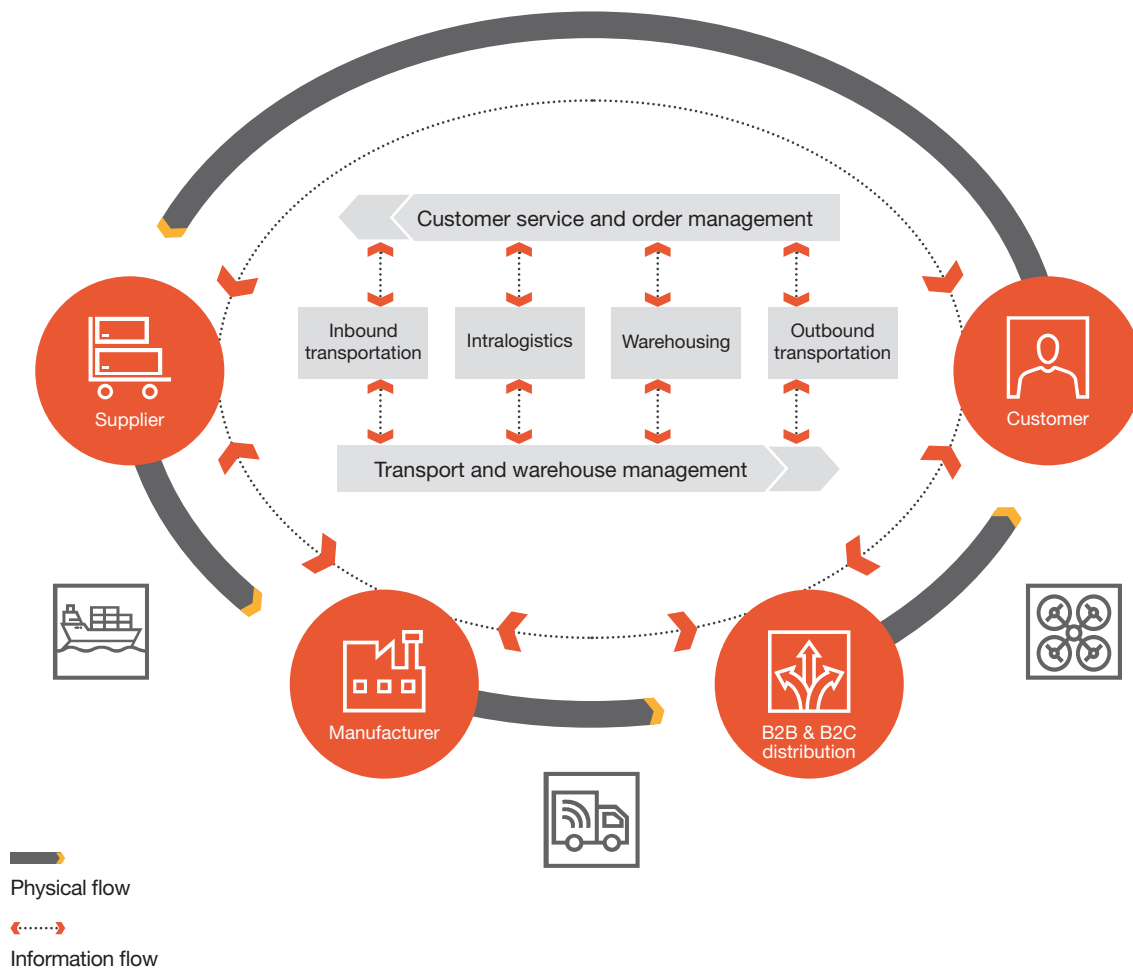 Customer service and order management
Inbound
transportation
Intralogistics
Warehousing
Outbound
transportation
Supplier
Customer
Transport and warehouse management
Manufacturer
B2B & B2C
distribution
Physical flow
Information flow